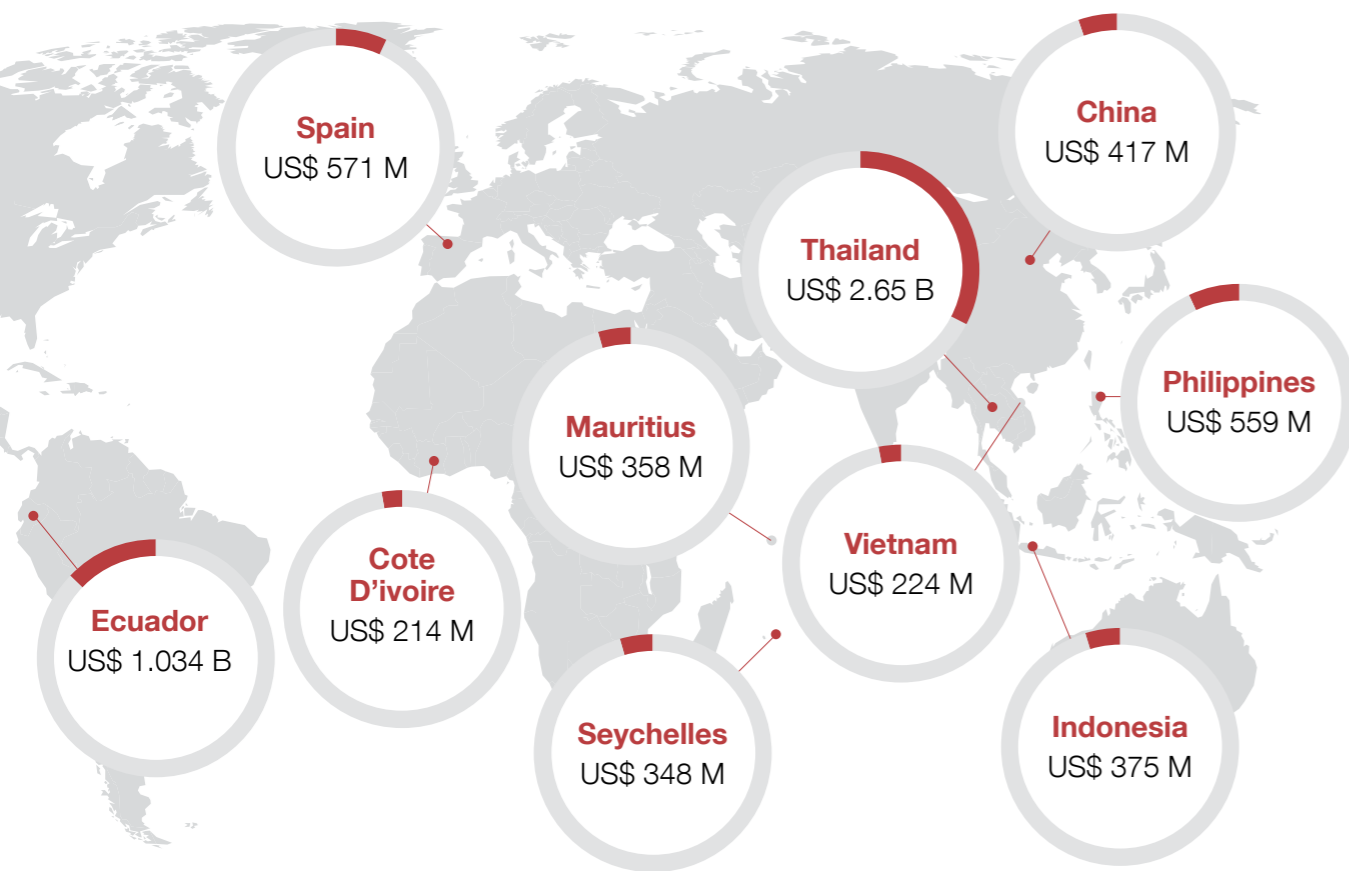 Spain
US$ 571 M
China
US$ 417 M
Thailand
US$ 2.65 B
Philippines
US$ 559 M
Mauritius
US$ 358 M
Vietnam
US$ 224 M
Cote
D’ivoire
US$ 214 M
Ecuador
US$ 1.034 B
Seychelles
US$ 348 M
Indonesia
US$ 375 M